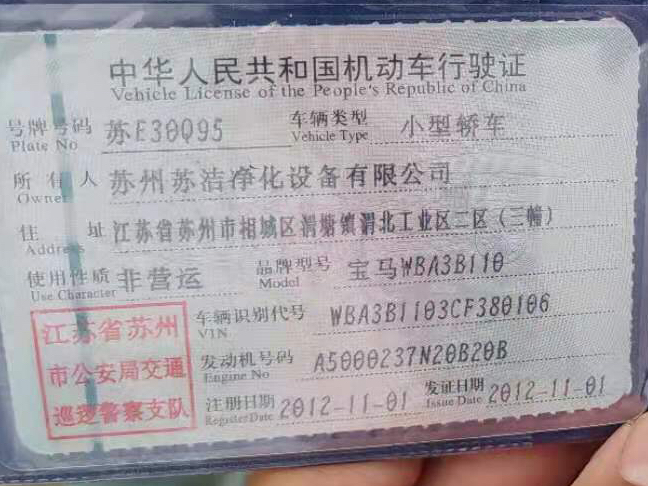 中华人民共和国机动车行驶证
Vehicle License of the People's Republic of China
号牌号码 苏E30Q95 车辆类型 小型轿车
Plate No Vehicle Type
所有人 苏州苏洁净化设备有限公司
Owner
住址 江苏省苏州市相城区渭塘镇渭北工业区二区（三幢）
Address
使用性质 非营运 品牌型号 宝马WBA3B110
Use Character Model
江苏省苏州
市公安局交通
巡逻警察支队
车辆识别代号 WBA3B1103CF380106
VIN
发动机号码 A5000237N20B20B
Engine No
注册日期 2012-11-01 发证日期 2012-11-01
Register Date Issue Date